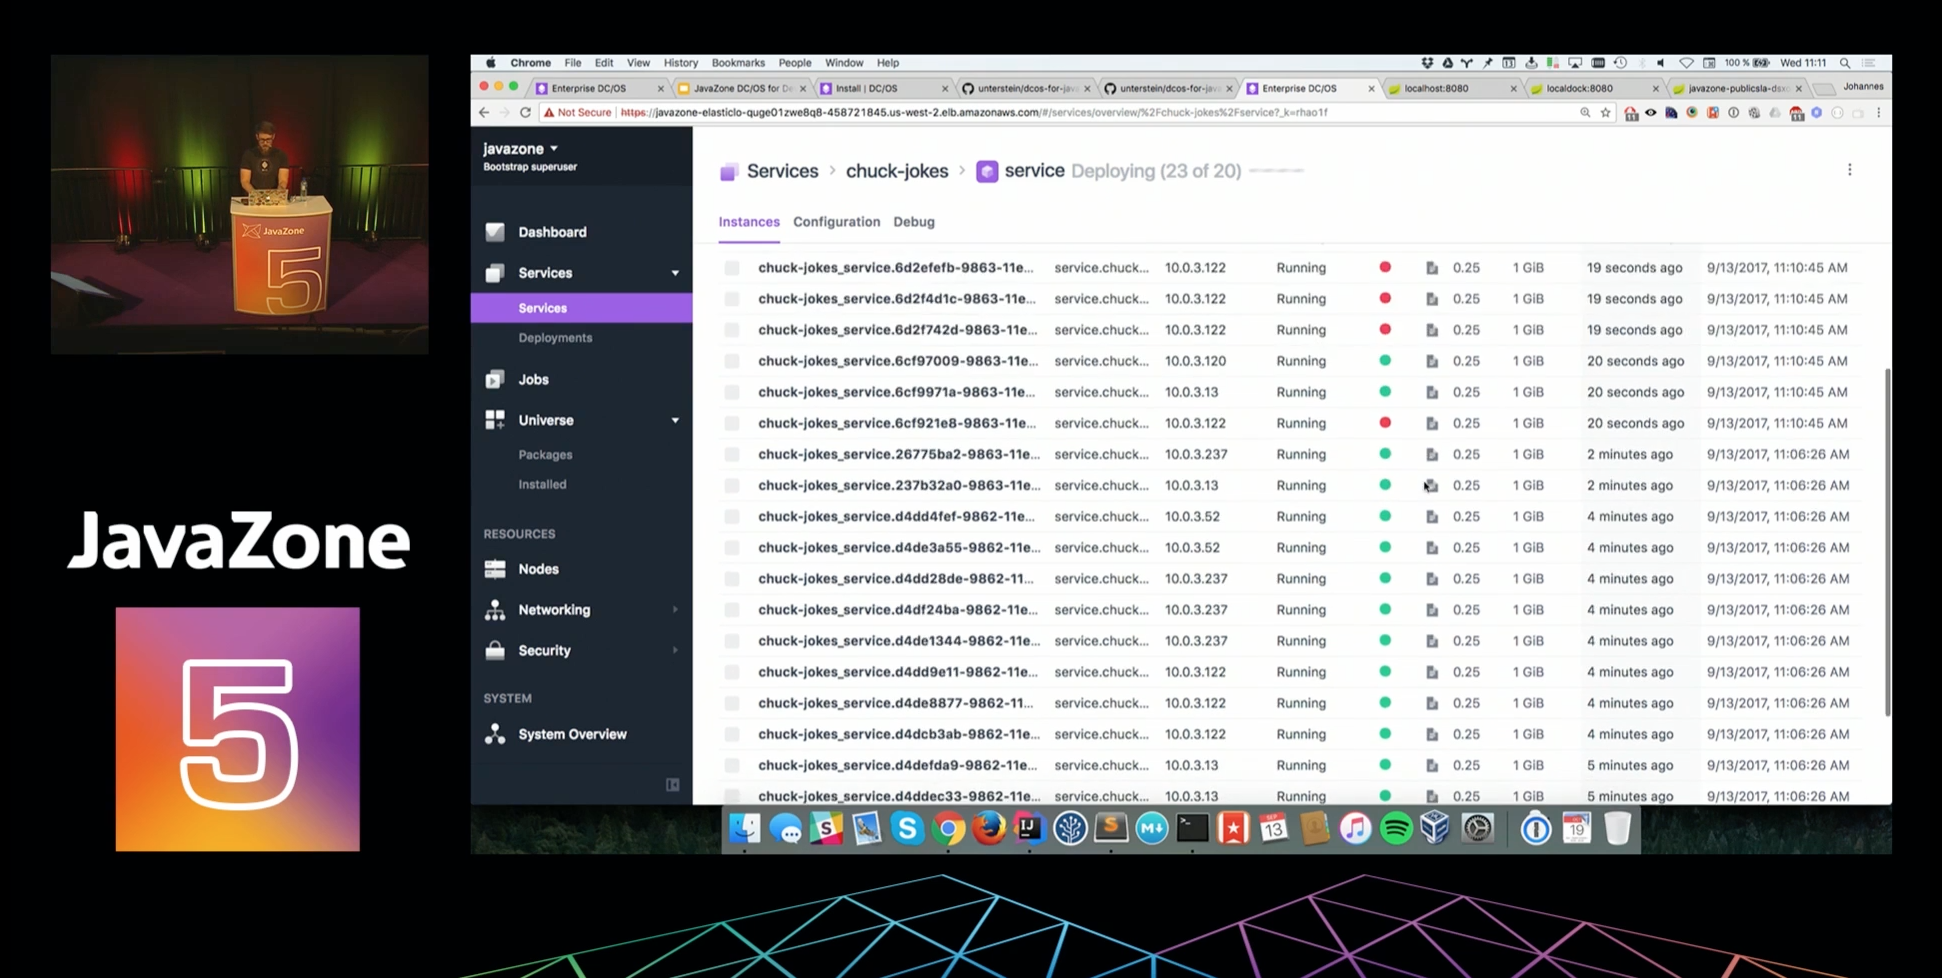 Chrome File Edit View History Bookmarks People Window Help 100 % Wed 11:11
Enterprise DC/OS JavaZone DC/OS for De Install | DC/OS unterstein/dcos-for-java unterstein/dcos-for-java Enterprise DC/OS localhost:8080 localdock:8080 javazone-publicsla-dsx Johannes
Not Secure https://javazone-elasticlo-quge01zwe8q8-458721845.us-west-2.elb.amazonaws.com/#/services/overview/%2Fchuck-jokes%2Fservice?_k=rhao1f
javazone
Bootstrap superuser
Dashboard
Services
Services
Deployments
Jobs
Universe
Packages
Installed
RESOURCES
Nodes
Networking
Security
SYSTEM
System Overview
Services > chuck-jokes > service Deploying (23 of 20)
Instances Configuration Debug
chuck-jokes_service.6d2efefb-9863-11e... service.chuck... 10.0.3.122 Running 0.25 1 GiB 19 seconds ago 9/13/2017, 11:10:45 AM
chuck-jokes_service.6d2f4d1c-9863-11e... service.chuck... 10.0.3.122 Running 0.25 1 GiB 19 seconds ago 9/13/2017, 11:10:45 AM
chuck-jokes_service.6d2f742d-9863-11e... service.chuck... 10.0.3.122 Running 0.25 1 GiB 19 seconds ago 9/13/2017, 11:10:45 AM
chuck-jokes_service.6cf97009-9863-11e... service.chuck... 10.0.3.120 Running 0.25 1 GiB 20 seconds ago 9/13/2017, 11:10:45 AM
chuck-jokes_service.6cf9971a-9863-11e... service.chuck... 10.0.3.13 Running 0.25 1 GiB 20 seconds ago 9/13/2017, 11:10:45 AM
chuck-jokes_service.6cf921e8-9863-11e... service.chuck... 10.0.3.122 Running 0.25 1 GiB 20 seconds ago 9/13/2017, 11:10:45 AM
chuck-jokes_service.26775ba2-9863-11e... service.chuck... 10.0.3.237 Running 0.25 1 GiB 2 minutes ago 9/13/2017, 11:06:26 AM
chuck-jokes_service.237b32a0-9863-11e... service.chuck... 10.0.3.13 Running 0.25 1 GiB 2 minutes ago 9/13/2017, 11:06:26 AM
chuck-jokes_service.d4dd4fef-9862-11e... service.chuck... 10.0.3.52 Running 0.25 1 GiB 4 minutes ago 9/13/2017, 11:06:26 AM
chuck-jokes_service.d4de3a55-9862-11e... service.chuck... 10.0.3.52 Running 0.25 1 GiB 4 minutes ago 9/13/2017, 11:06:26 AM
chuck-jokes_service.d4dd28de-9862-11... service.chuck... 10.0.3.237 Running 0.25 1 GiB 4 minutes ago 9/13/2017, 11:06:26 AM
chuck-jokes_service.d4df24ba-9862-11e... service.chuck... 10.0.3.237 Running 0.25 1 GiB 4 minutes ago 9/13/2017, 11:06:26 AM
chuck-jokes_service.d4de1344-9862-11e... service.chuck... 10.0.3.237 Running 0.25 1 GiB 4 minutes ago 9/13/2017, 11:06:26 AM
chuck-jokes_service.d4dd9e11-9862-11e... service.chuck... 10.0.3.122 Running 0.25 1 GiB 4 minutes ago 9/13/2017, 11:06:26 AM
chuck-jokes_service.d4de8877-9862-11... service.chuck... 10.0.3.122 Running 0.25 1 GiB 4 minutes ago 9/13/2017, 11:06:26 AM
chuck-jokes_service.d4dcb3ab-9862-11e... service.chuck... 10.0.3.122 Running 0.25 1 GiB 4 minutes ago 9/13/2017, 11:06:26 AM
chuck-jokes_service.d4defda9-9862-11e... service.chuck... 10.0.3.13 Running 0.25 1 GiB 5 minutes ago 9/13/2017, 11:06:26 AM
chuck-jokes_service.d4ddec33-9862-11e... service.chuck... 10.0.3.13 Running 0.25 1 GiB 5 minutes ago 9/13/2017, 11:06:26 AM
JavaZone
5
JavaZone
5
SEP
13
19